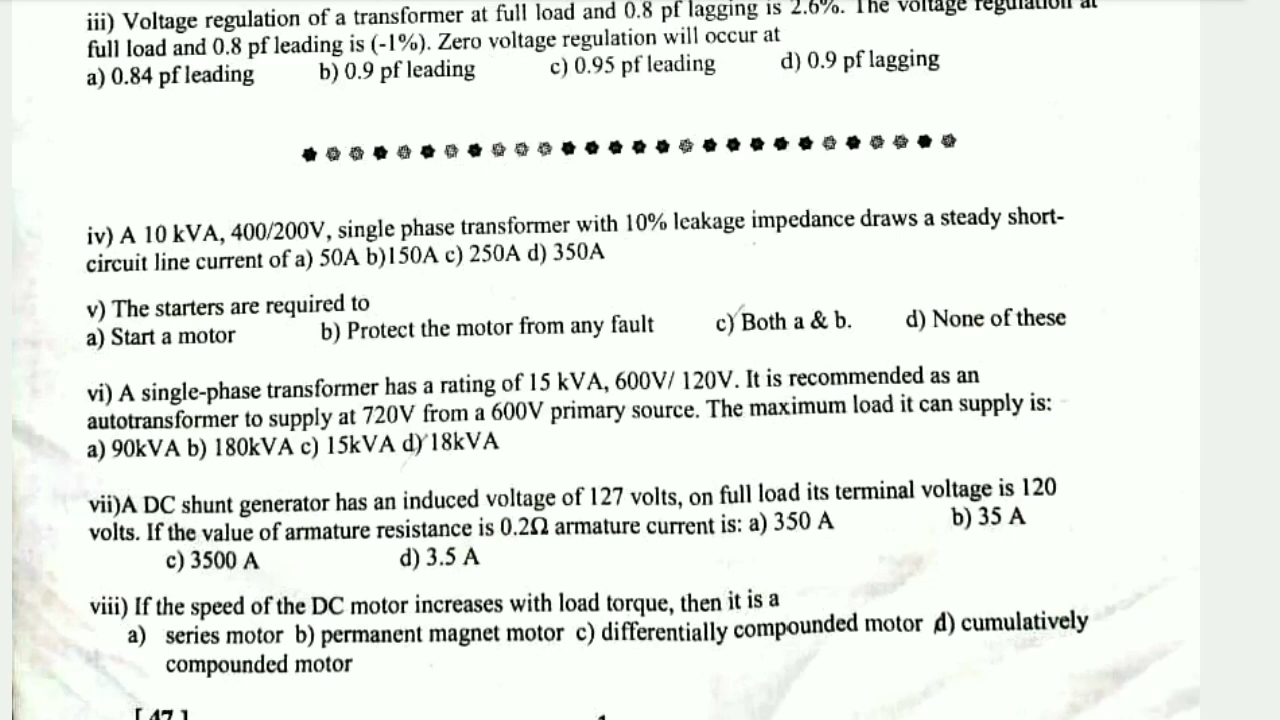 iii) Voltage regulation of a transformer at full load and 0.8 pf lagging is 2.6%. The voltage regulation at
full load and 0.8 pf leading is (-1%). Zero voltage regulation will occur at
a) 0.84 pf leading b) 0.9 pf leading c) 0.95 pf leading d) 0.9 pf lagging
iv) A 10 kVA, 400/200V, single phase transformer with 10% leakage impedance draws a steady short-
circuit line current of a) 50A b)150A c) 250A d) 350A
v) The starters are required to
a) Start a motor b) Protect the motor from any fault c) Both a & b. d) None of these
vi) A single-phase transformer has a rating of 15 kVA, 600V/ 120V. It is recommended as an
autotransformer to supply at 720V from a 600V primary source. The maximum load it can supply is:
a) 90kVA b) 180kVA c) 15kVA d) 18kVA
vii)A DC shunt generator has an induced voltage of 127 volts, on full load its terminal voltage is 120
volts. If the value of armature resistance is 0.2Ω armature current is: a) 350 A b) 35 A
c) 3500 A d) 3.5 A
viii) If the speed of the DC motor increases with load torque, then it is a
a) series motor b) permanent magnet motor c) differentially compounded motor d) cumulatively
compounded motor
[ 47 ]